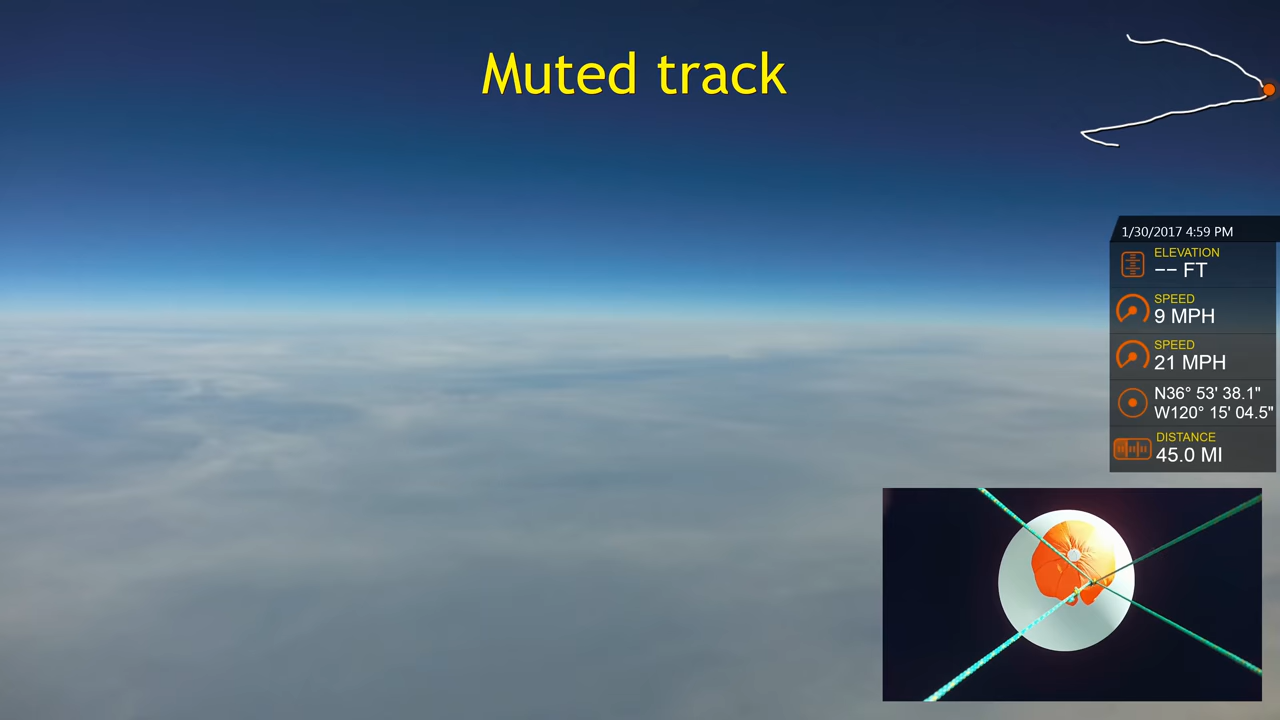 Muted track
1/30/2017 4:59 PM
ELEVATION
-- FT
SPEED
9 MPH
SPEED
21 MPH
N36° 53' 38.1"
W120° 15' 04.5"
DISTANCE
45.0 MI